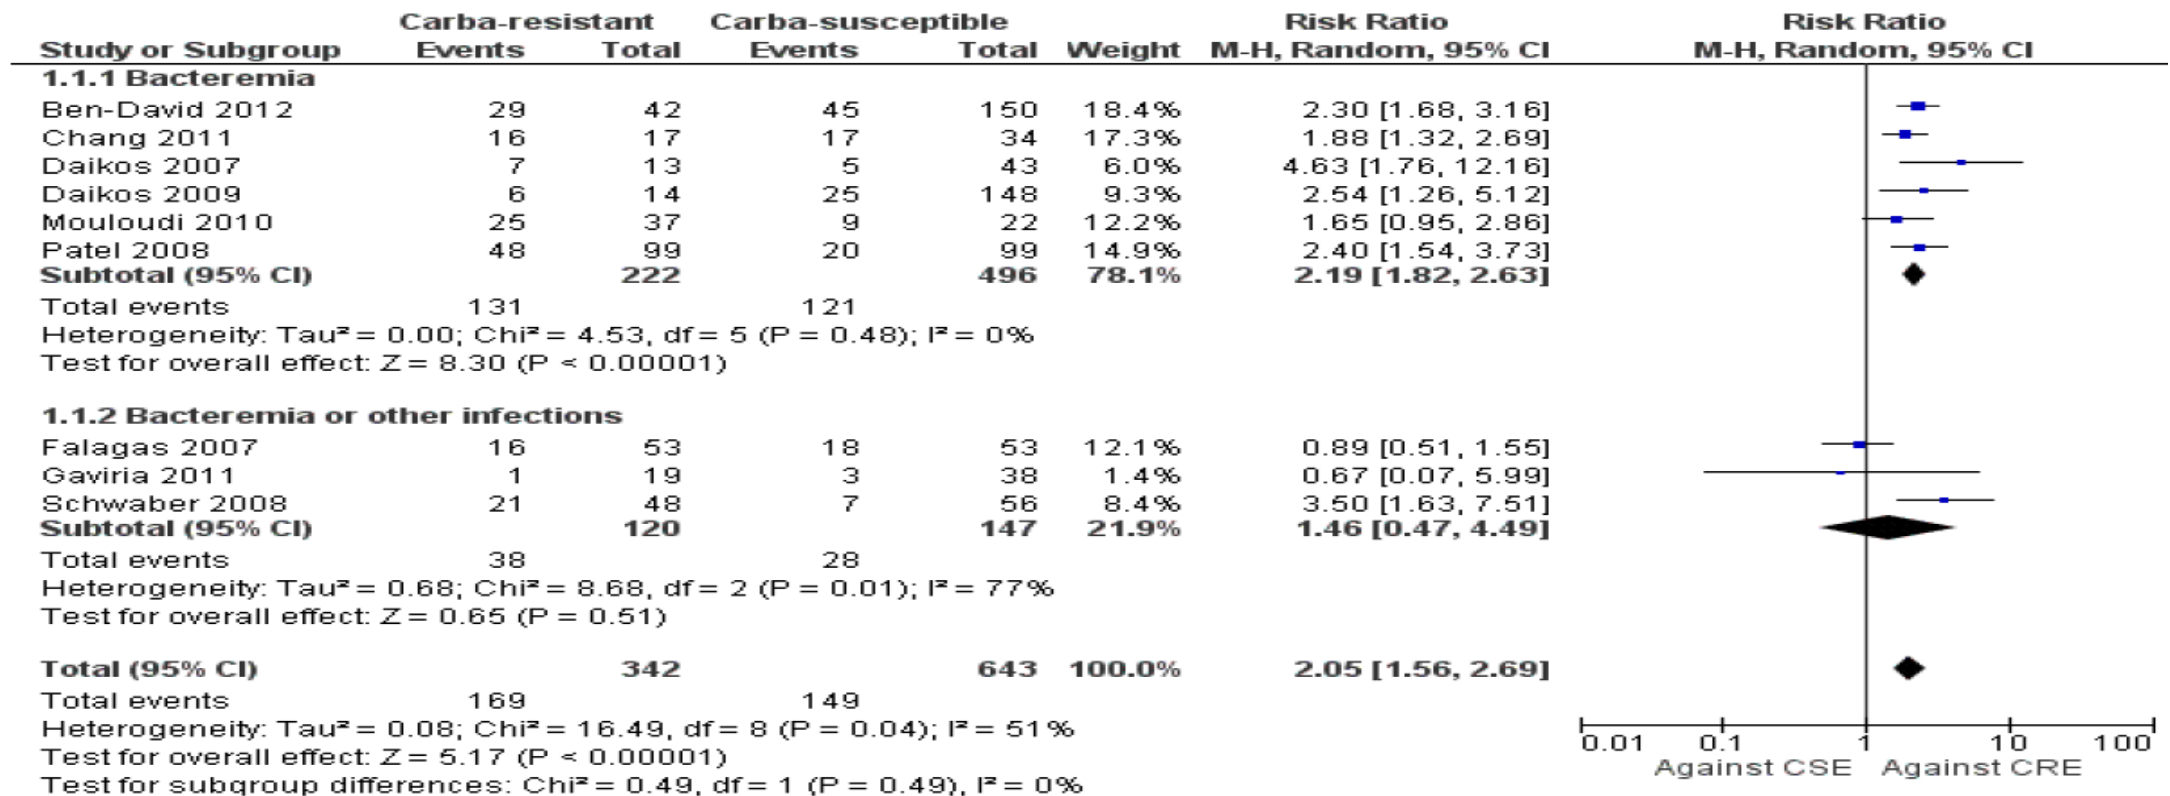 Carba-resistant Carba-susceptible Risk Ratio Risk Ratio
Study or Subgroup Events Total Events Total Weight M-H, Random, 95% CI M-H, Random, 95% CI
1.1.1 Bacteremia
Ben-David 2012 29 42 45 150 18.4% 2.30 [1.68, 3.16]
Chang 2011 16 17 17 34 17.3% 1.88 [1.32, 2.69]
Daikos 2007 7 13 5 43 6.0% 4.63 [1.76, 12.16]
Daikos 2009 6 14 25 148 9.3% 2.54 [1.26, 5.12]
Mouloudi 2010 25 37 9 22 12.2% 1.65 [0.95, 2.86]
Patel 2008 48 99 20 99 14.9% 2.40 [1.54, 3.73]
Subtotal (95% CI) 222 496 78.1% 2.19 [1.82, 2.63]
Total events 131 121
Heterogeneity: Tau² = 0.00; Chi² = 4.53, df = 5 (P = 0.48); I² = 0%
Test for overall effect: Z = 8.30 (P < 0.00001)
1.1.2 Bacteremia or other infections
Falagas 2007 16 53 18 53 12.1% 0.89 [0.51, 1.55]
Gaviria 2011 1 19 3 38 1.4% 0.67 [0.07, 5.99]
Schwaber 2008 21 48 7 56 8.4% 3.50 [1.63, 7.51]
Subtotal (95% CI) 120 147 21.9% 1.46 [0.47, 4.49]
Total events 38 28
Heterogeneity: Tau² = 0.68; Chi² = 8.68, df = 2 (P = 0.01); I² = 77%
Test for overall effect: Z = 0.65 (P = 0.51)
Total (95% CI) 342 643 100.0% 2.05 [1.56, 2.69]
Total events 169 149
Heterogeneity: Tau² = 0.08; Chi² = 16.49, df = 8 (P = 0.04); I² = 51%
Test for overall effect: Z = 5.17 (P < 0.00001)
Test for subgroup differences: Chi² = 0.49, df = 1 (P = 0.49), I² = 0%
0.01 0.1 1 10 100
Against CSE Against CRE